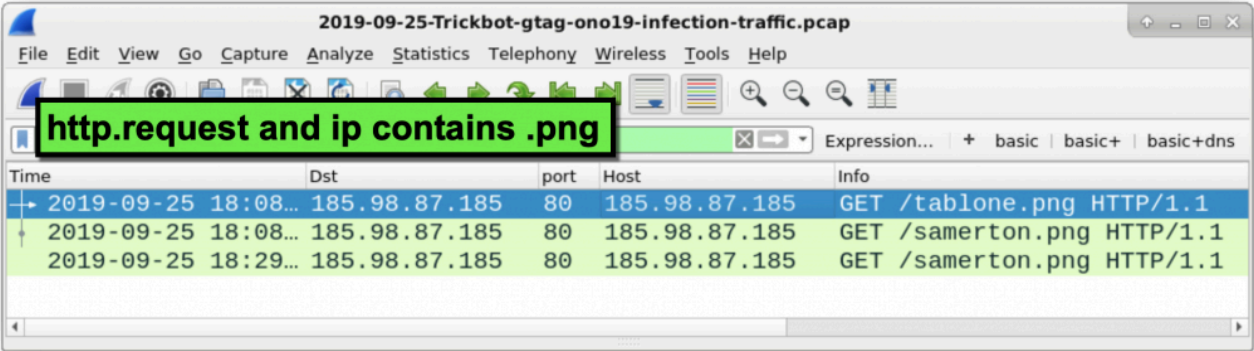 2019-09-25-Trickbot-gtag-ono19-infection-traffic.pcap
File Edit View Go Capture Analyze Statistics Telephony Wireless Tools Help
http.request and ip contains .png
Expression... + basic basic+ basic+dns
Time Dst port Host Info
2019-09-25 18:08… 185.98.87.185 80 185.98.87.185 GET /tablone.png HTTP/1.1
2019-09-25 18:08… 185.98.87.185 80 185.98.87.185 GET /samerton.png HTTP/1.1
2019-09-25 18:29… 185.98.87.185 80 185.98.87.185 GET /samerton.png HTTP/1.1